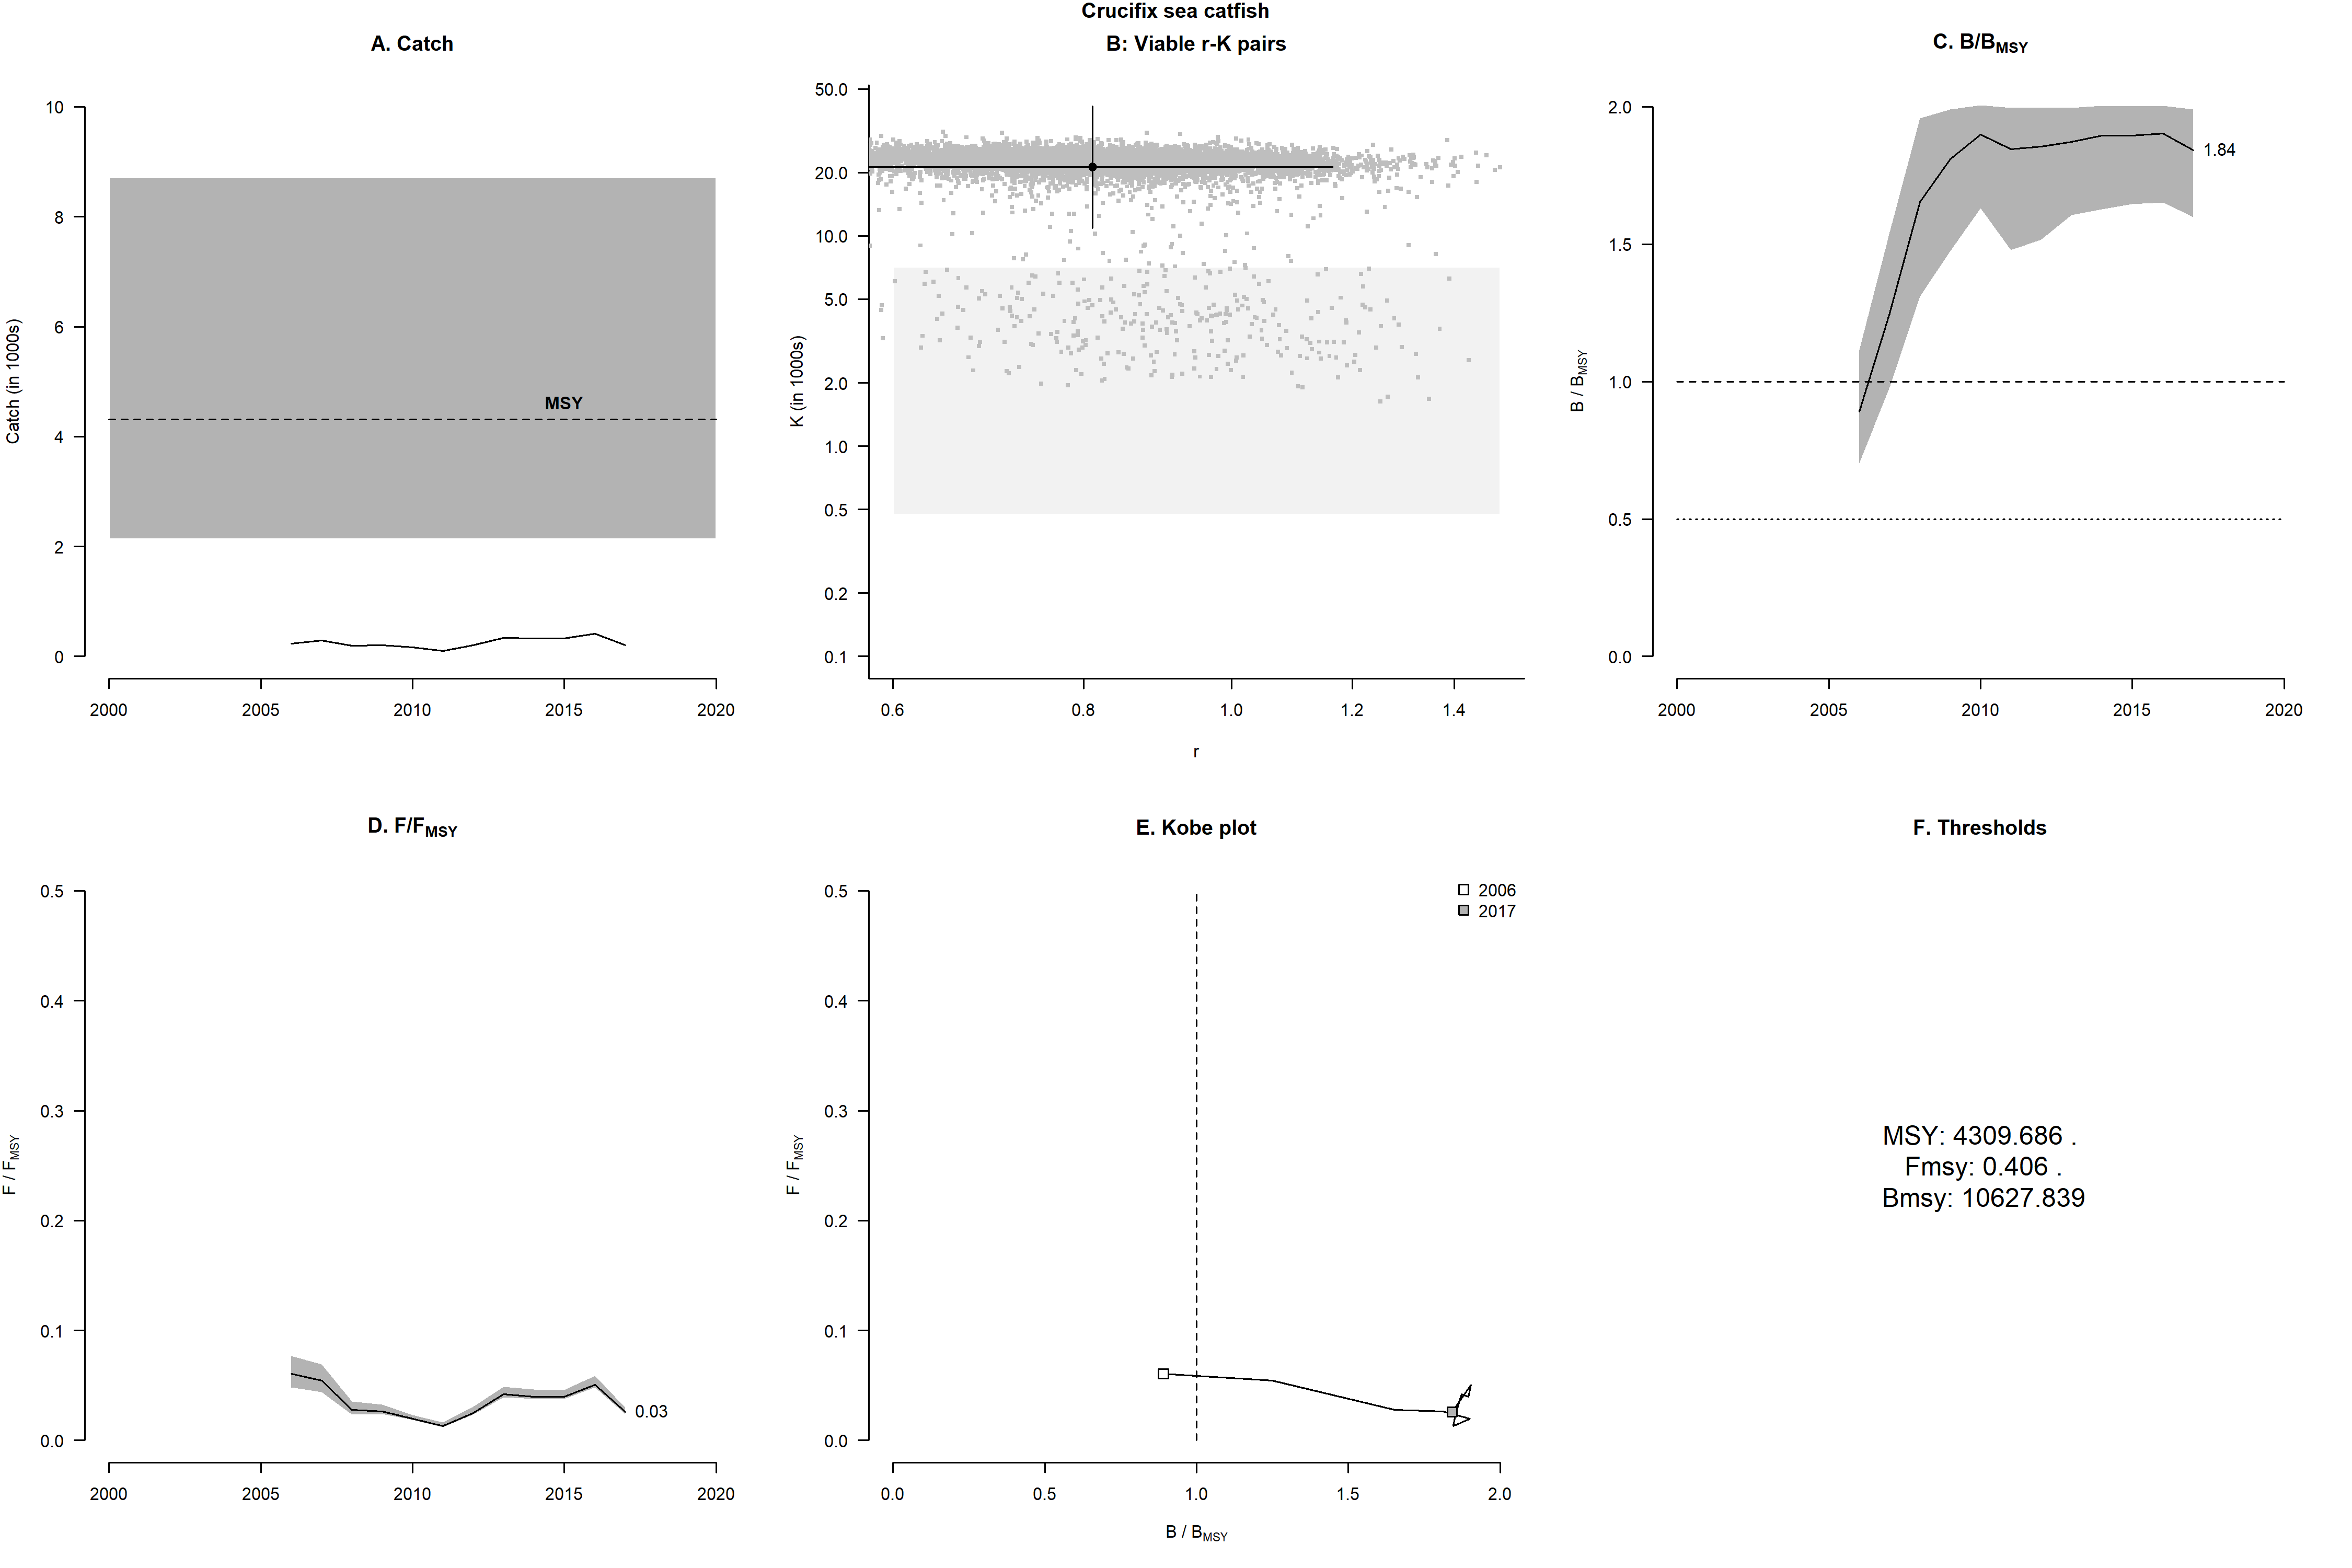 Crucifix sea catfish
A. Catch
Catch (in 1000s)
10
8
6
4
2
0
MSY
2000 2005 2010 2015 2020
B: Viable r-K pairs
K (in 1000s)
50.0
20.0
10.0
5.0
2.0
1.0
0.5
0.2
0.1
0.6 0.8 1.0 1.2 1.4
r
C. B/BMSY
B / BMSY
2.0
1.5
1.0
0.5
0.0
1.84
2000 2005 2010 2015 2020
D. F/FMSY
F / FMSY
0.5
0.4
0.3
0.2
0.1
0.0
0.03
2000 2005 2010 2015 2020
E. Kobe plot
F / FMSY
0.5
0.4
0.3
0.2
0.1
0.0
2006
2017
0.0 0.5 1.0 1.5 2.0
B / BMSY
F. Thresholds
MSY: 4309.686 .
Fmsy: 0.406 .
Bmsy: 10627.839